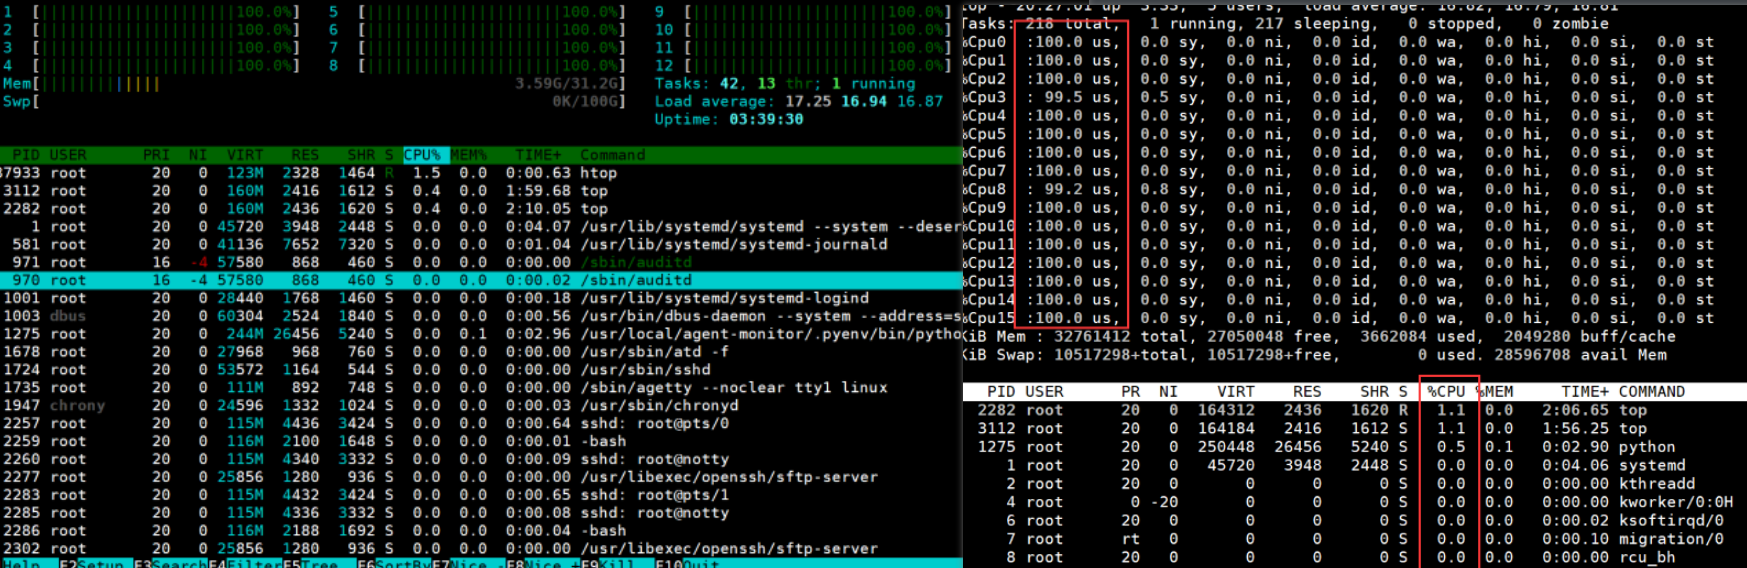 1 [||||||||||||||||||||||100.0%] 5 [||||||||||||||||||||||100.0%] 9 [||||||||||||||||||||||100.0%]
2 [||||||||||||||||||||||100.0%] 6 [||||||||||||||||||||||100.0%] 10 [||||||||||||||||||||||100.0%]
3 [||||||||||||||||||||||100.0%] 7 [||||||||||||||||||||||100.0%] 11 [||||||||||||||||||||||100.0%]
4 [||||||||||||||||||||||100.0%] 8 [||||||||||||||||||||||100.0%] 12 [||||||||||||||||||||||100.0%]
Mem[||||||||||||| 3.59G/31.2G] Tasks: 42, 13 thr; 1 running
Swp[ 0K/100G] Load average: 17.25 16.94 16.87
Uptime: 03:39:30
PID USER PRI NI VIRT RES SHR S CPU% MEM% TIME+ Command
37933 root 20 0 123M 2328 1464 R 1.5 0.0 0:00.63 htop
3112 root 20 0 160M 2416 1612 S 0.4 0.0 1:59.68 top
2282 root 20 0 160M 2436 1620 S 0.4 0.0 2:10.05 top
1 root 20 0 45720 3948 2448 S 0.0 0.0 0:04.07 /usr/lib/systemd/systemd --system --deser
581 root 20 0 41136 7652 7320 S 0.0 0.0 0:01.04 /usr/lib/systemd/systemd-journald
971 root 16 -4 57580 868 460 S 0.0 0.0 0:00.00 /sbin/auditd
970 root 16 -4 57580 868 460 S 0.0 0.0 0:00.02 /sbin/auditd
1001 root 20 0 28440 1768 1460 S 0.0 0.0 0:00.18 /usr/lib/systemd/systemd-logind
1003 dbus 20 0 60304 2524 1840 S 0.0 0.0 0:00.56 /usr/bin/dbus-daemon --system --address=s
1275 root 20 0 244M 26456 5240 S 0.0 0.1 0:02.96 /usr/local/agent-monitor/.pyenv/bin/pytho
1678 root 20 0 27968 968 760 S 0.0 0.0 0:00.00 /usr/sbin/atd -f
1724 root 20 0 53572 1164 544 S 0.0 0.0 0:00.00 /usr/sbin/sshd
1735 root 20 0 111M 892 748 S 0.0 0.0 0:00.00 /sbin/agetty --noclear tty1 linux
1947 chrony 20 0 24596 1332 1024 S 0.0 0.0 0:00.03 /usr/sbin/chronyd
2257 root 20 0 115M 4436 3424 S 0.0 0.0 0:00.64 sshd: root@pts/0
2259 root 20 0 116M 2100 1648 S 0.0 0.0 0:00.01 -bash
2260 root 20 0 115M 4340 3332 S 0.0 0.0 0:00.09 sshd: root@notty
2277 root 20 0 25856 1280 936 S 0.0 0.0 0:00.00 /usr/libexec/openssh/sftp-server
2283 root 20 0 115M 4432 3424 S 0.0 0.0 0:00.65 sshd: root@pts/1
2285 root 20 0 115M 4336 3332 S 0.0 0.0 0:00.08 sshd: root@notty
2286 root 20 0 116M 2188 1692 S 0.0 0.0 0:00.04 -bash
2302 root 20 0 25856 1280 936 S 0.0 0.0 0:00.00 /usr/libexec/openssh/sftp-server
Help F2Setup F3Search F4Filter F5Tree F6SortBy F7Nice - F8Nice + F9Kill F10Quit
top - 20:27:01 up 3:33, 5 users, load average: 16.82, 16.79, 16.81
Tasks: 218 total, 1 running, 217 sleeping, 0 stopped, 0 zombie
%Cpu0 :100.0 us, 0.0 sy, 0.0 ni, 0.0 id, 0.0 wa, 0.0 hi, 0.0 si, 0.0 st
%Cpu1 :100.0 us, 0.0 sy, 0.0 ni, 0.0 id, 0.0 wa, 0.0 hi, 0.0 si, 0.0 st
%Cpu2 :100.0 us, 0.0 sy, 0.0 ni, 0.0 id, 0.0 wa, 0.0 hi, 0.0 si, 0.0 st
%Cpu3 : 99.5 us, 0.5 sy, 0.0 ni, 0.0 id, 0.0 wa, 0.0 hi, 0.0 si, 0.0 st
%Cpu4 :100.0 us, 0.0 sy, 0.0 ni, 0.0 id, 0.0 wa, 0.0 hi, 0.0 si, 0.0 st
%Cpu5 :100.0 us, 0.0 sy, 0.0 ni, 0.0 id, 0.0 wa, 0.0 hi, 0.0 si, 0.0 st
%Cpu6 :100.0 us, 0.0 sy, 0.0 ni, 0.0 id, 0.0 wa, 0.0 hi, 0.0 si, 0.0 st
%Cpu7 :100.0 us, 0.0 sy, 0.0 ni, 0.0 id, 0.0 wa, 0.0 hi, 0.0 si, 0.0 st
%Cpu8 : 99.2 us, 0.8 sy, 0.0 ni, 0.0 id, 0.0 wa, 0.0 hi, 0.0 si, 0.0 st
%Cpu9 :100.0 us, 0.0 sy, 0.0 ni, 0.0 id, 0.0 wa, 0.0 hi, 0.0 si, 0.0 st
%Cpu10 :100.0 us, 0.0 sy, 0.0 ni, 0.0 id, 0.0 wa, 0.0 hi, 0.0 si, 0.0 st
%Cpu11 :100.0 us, 0.0 sy, 0.0 ni, 0.0 id, 0.0 wa, 0.0 hi, 0.0 si, 0.0 st
%Cpu12 :100.0 us, 0.0 sy, 0.0 ni, 0.0 id, 0.0 wa, 0.0 hi, 0.0 si, 0.0 st
%Cpu13 :100.0 us, 0.0 sy, 0.0 ni, 0.0 id, 0.0 wa, 0.0 hi, 0.0 si, 0.0 st
%Cpu14 :100.0 us, 0.0 sy, 0.0 ni, 0.0 id, 0.0 wa, 0.0 hi, 0.0 si, 0.0 st
%Cpu15 :100.0 us, 0.0 sy, 0.0 ni, 0.0 id, 0.0 wa, 0.0 hi, 0.0 si, 0.0 st
KiB Mem : 32761412 total, 27050048 free, 3662084 used, 2049280 buff/cache
KiB Swap: 10517298+total, 10517298+free, 0 used. 28596708 avail Mem
PID USER PR NI VIRT RES SHR S %CPU %MEM TIME+ COMMAND
2282 root 20 0 164312 2436 1620 R 1.1 0.0 2:06.65 top
3112 root 20 0 164184 2416 1612 S 1.1 0.0 1:56.25 top
1275 root 20 0 250448 26456 5240 S 0.5 0.1 0:02.90 python
1 root 20 0 45720 3948 2448 S 0.0 0.0 0:04.06 systemd
2 root 20 0 0 0 0 S 0.0 0.0 0:00.00 kthreadd
4 root 0 -20 0 0 0 S 0.0 0.0 0:00.00 kworker/0:0H
6 root 20 0 0 0 0 S 0.0 0.0 0:00.02 ksoftirqd/0
7 root rt 0 0 0 0 S 0.0 0.0 0:00.10 migration/0
8 root 20 0 0 0 0 S 0.0 0.0 0:00.00 rcu_bh